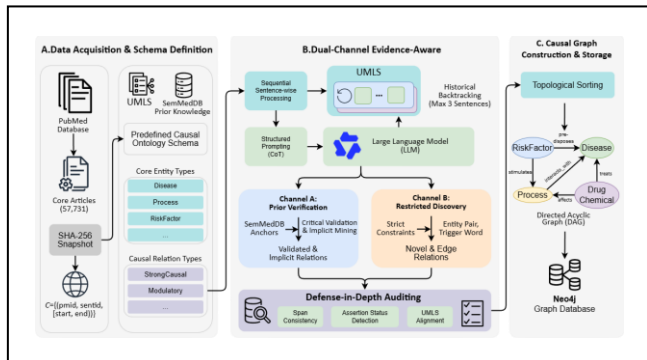 A.Data Acquisition & Schema Definition
PubMed
Database
Core Articles
(57,731)
SHA-256
Snapshot
C={(pmid, sentid,
[start, end))}
UMLS
SemMedDB
Prior Knowledge
Predefined Causal
Ontology Schema
Core Entity Types
Disease
Process
RiskFactor
...
Causal Relation Types
StrongCausal
Modulatory
...
B.Dual-Channel Evidence-Aware
Sequential
Sentence-wise
Processing
UMLS
...
Historical
Backtracking
(Max 3 Sentences)
Structured
Prompting
(CoT)
Large Language Model
(LLM)
Channel A:
Prior Verification
SemMedDB
Anchors
Critical Validation
& Implicit Mining
Validated &
Implicit Relations
Channel B:
Restricted Discovery
Strict
Constraints
Entity Pair,
Trigger Word
Novel & Edge
Relations
Defense-in-Depth Auditing
Span
Consistency
Assertion Status
Detection
UMLS
Alignment
C. Causal Graph
Construction & Storage
Topological Sorting
pre-
disposes
RiskFactor
Disease
stimulates
interacts_with
treats
Process
affects
Drug
Chemical
Directed Acyclic
Graph (DAG)
Neo4j
Graph Database